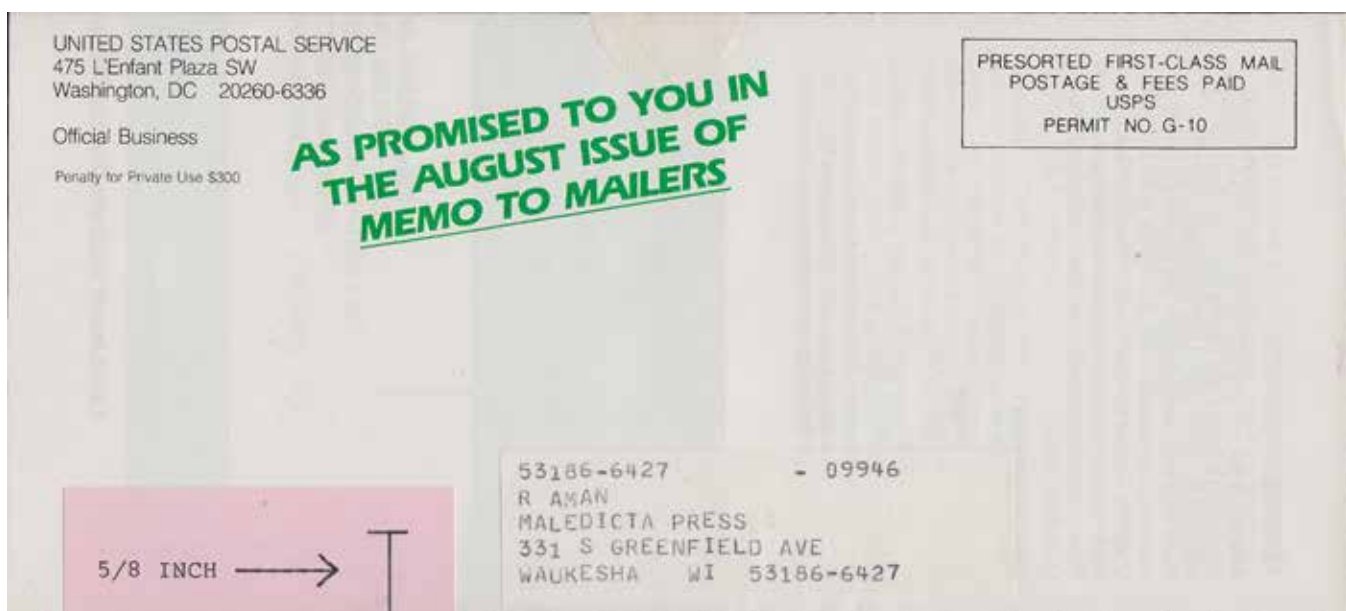 UNITED STATES POSTAL SERVICE
475 L'Enfant Plaza SW
Washington, DC 20260-6336
Official Business
Penalty for Private Use $300
AS PROMISED TO YOU IN
THE AUGUST ISSUE OF
MEMO TO MAILERS
PRESORTED FIRST-CLASS MAIL
POSTAGE & FEES PAID
USPS
PERMIT NO. G-10
53186-6427 - 09946
R AMAN
MALEDICTA PRESS
331 S GREENFIELD AVE
WAUKESHA WI 53186-6427
5/8 INCH